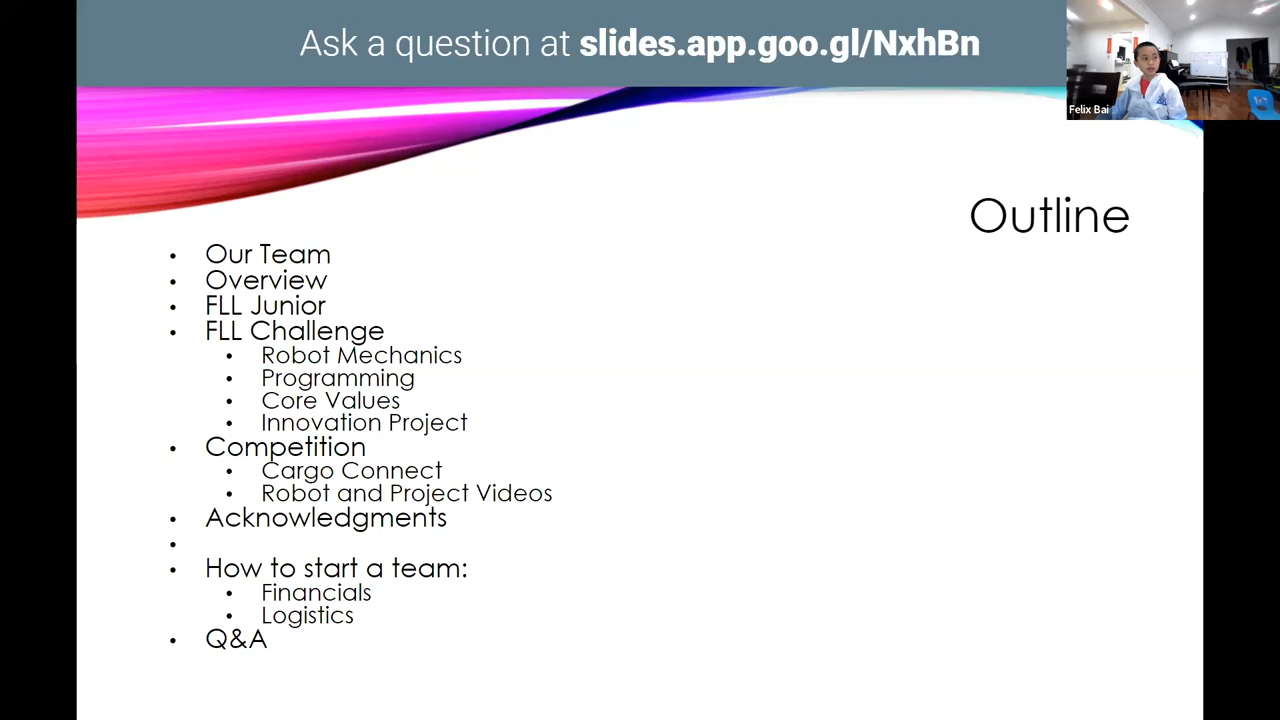 Ask a question at slides.app.goo.gl/NxhBn
Felix Bai
Outline
• Our Team
• Overview
• FLL Junior
• FLL Challenge
• Robot Mechanics
• Programming
• Core Values
• Innovation Project
• Competition
• Cargo Connect
• Robot and Project Videos
• Acknowledgments
•
• How to start a team:
• Financials
• Logistics
• Q&A